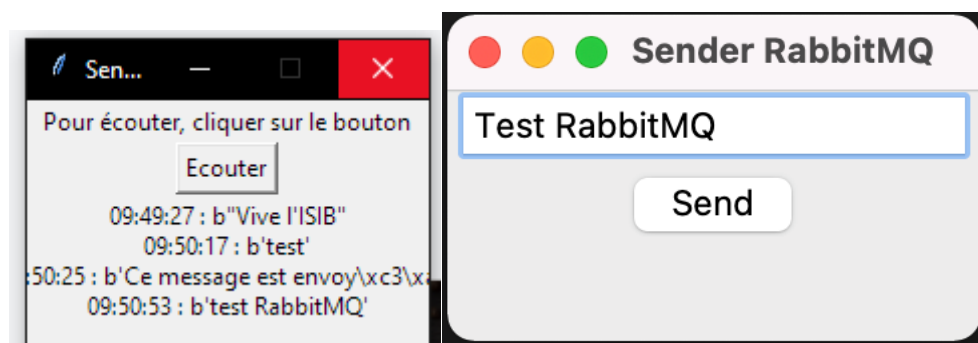 Sen...
Pour écouter, cliquer sur le bouton
Ecouter
09:49:27 : b"Vive l'ISIB"
09:50:17 : b'test'
:50:25 : b'Ce message est envoy\xc3\xa
09:50:53 : b'test RabbitMQ'
Sender RabbitMQ
Test RabbitMQ
Send